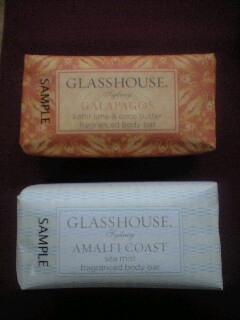 SAMPLE
GLASSHOUSE.
Sydney
GALAPAGOS
kaffir lime & coco butter
fragranced body bar
SAMPLE
GLASSHOUSE.
Sydney
AMALFI COAST
sea mist
fragranced body bar